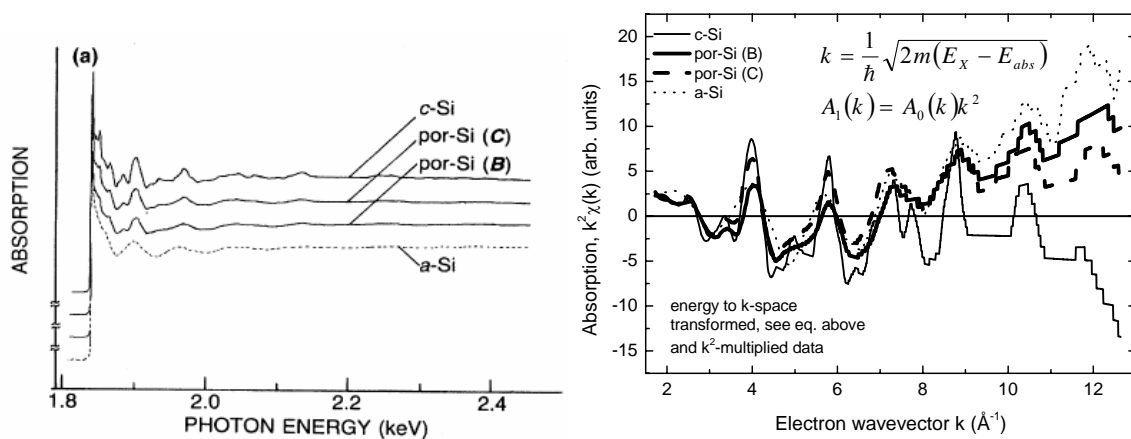 (a)
ABSORPTION
c-Si
por-Si (C)
por-Si (B)
a-Si
1.8 2.0 2.2 2.4
PHOTON ENERGY (keV)
Absorption, k²χ(k) (arb. units)
20
15
10
5
0
-5
-10
-15
c-Si
por-Si (B)
por-Si (C)
a-Si
k = 1/ℏ √2m(E_X − E_abs)
A₁(k) = A₀(k)k²
energy to k-space
transformed, see eq. above
and k²-multiplied data
2 4 6 8 10 12
Electron wavevector k (Å⁻¹)